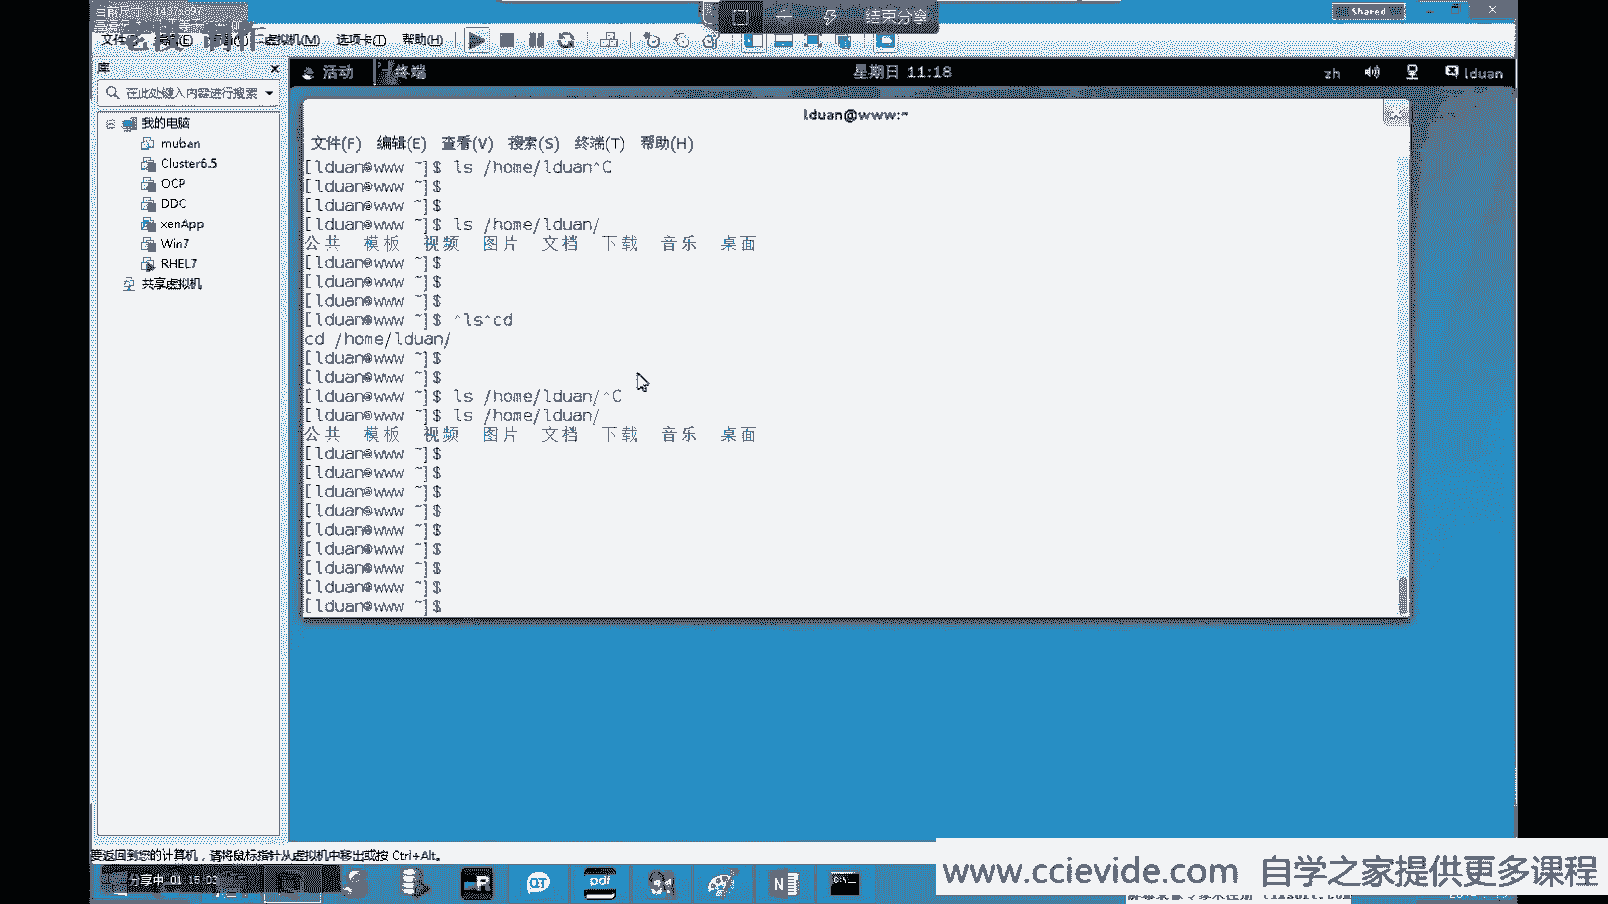 结束分享
Shared
虚拟机(M) 选项卡(T) 帮助(H)
库
在此处键入内容进行搜索
我的电脑
muban
Cluster6.5
OCP
DDC
xenApp
Win7
RHEL7
共享虚拟机
活动 终端 星期日 11:18 zh lduan
lduan@www:~
文件(F) 编辑(E) 查看(V) 搜索(S) 终端(T) 帮助(H)
[lduan@www ~]$ ls /home/lduan^C
[lduan@www ~]$
[lduan@www ~]$
[lduan@www ~]$ ls /home/lduan/
公共 模板 视频 图片 文档 下载 音乐 桌面
[lduan@www ~]$
[lduan@www ~]$
[lduan@www ~]$
[lduan@www ~]$ ^ls^cd
cd /home/lduan/
[lduan@www ~]$
[lduan@www ~]$
[lduan@www ~]$ ls /home/lduan/^C
[lduan@www ~]$ ls /home/lduan/
公共 模板 视频 图片 文档 下载 音乐 桌面
[lduan@www ~]$
[lduan@www ~]$
[lduan@www ~]$
[lduan@www ~]$
[lduan@www ~]$
[lduan@www ~]$
[lduan@www ~]$
[lduan@www ~]$
[lduan@www ~]$
要返回到您的计算机，请将鼠标指针从虚拟机中移出或按 Ctrl+Alt。
分享中 01:15:03
pdf
www.ccievide.com 自学之家提供更多课程